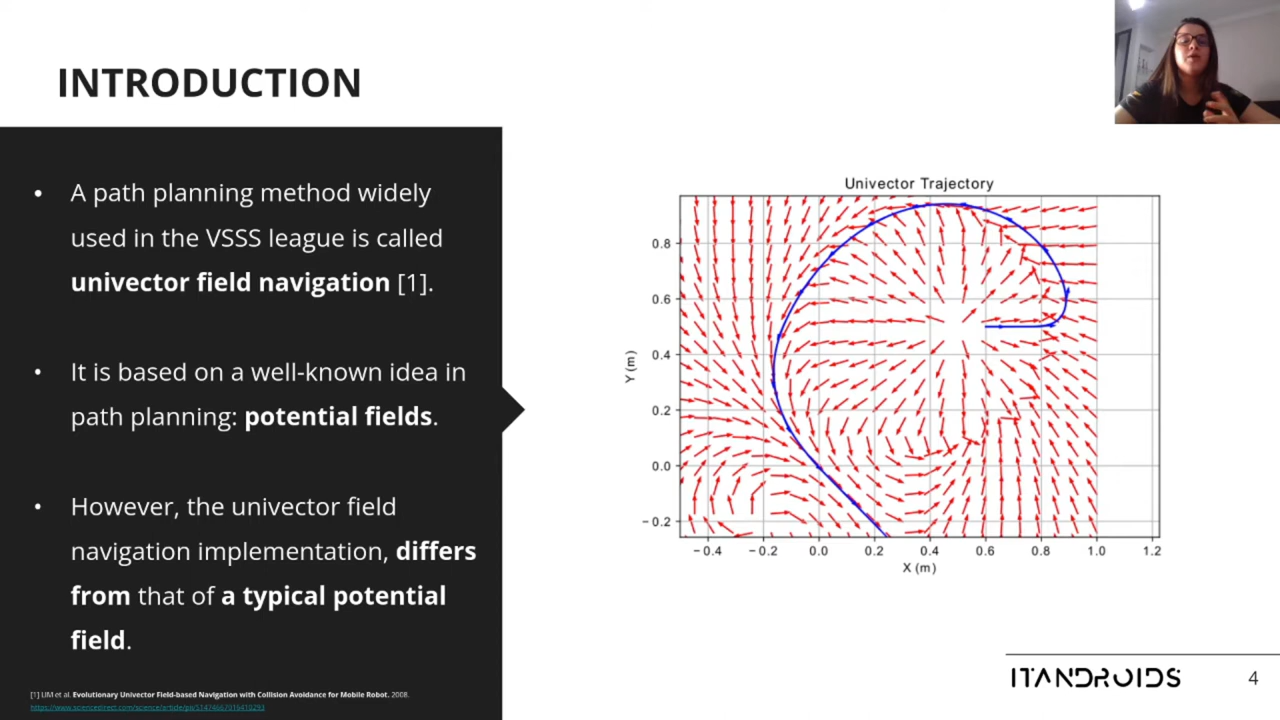 INTRODUCTION
• A path planning method widely
used in the VSSS league is called
univector field navigation [1].
• It is based on a well-known idea in
path planning: potential fields.
• However, the univector field
navigation implementation, differs
from that of a typical potential
field.
[1] LIM et al. Evolutionary Univector Field-based Navigation with Collision Avoidance for Mobile Robot. 2008.
https://www.sciencedirect.com/science/article/pii/S1474667016410293
Univector Trajectory
0.8
0.6
0.4
0.2
0.0
−0.2
Y (m)
−0.4 −0.2 0.0 0.2 0.4 0.6 0.8 1.0 1.2
X (m)
ITANDROIDS
4